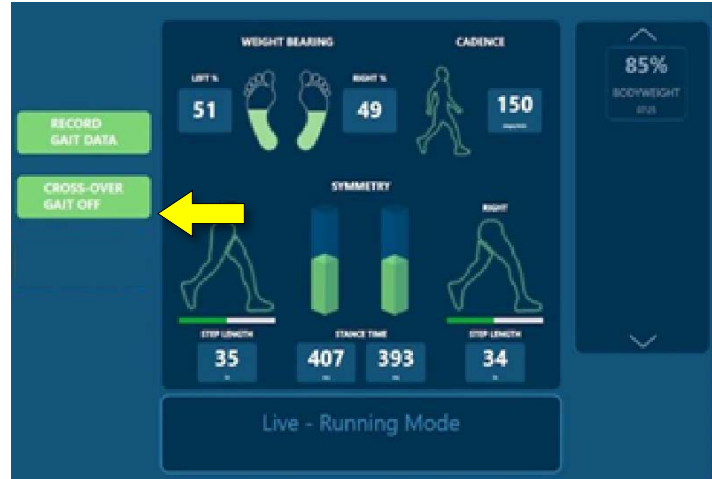 WEIGHT BEARING
CADENCE
LEFT %
RIGHT %
51
49
150
RECORD
GAIT DATA
CROSS-OVER
GAIT OFF
SYMMETRY
RIGHT
STEP LENGTH
STANCE TIME
STEP LENGTH
35
407
393
34
Live - Running Mode
85%
BODYWEIGHT